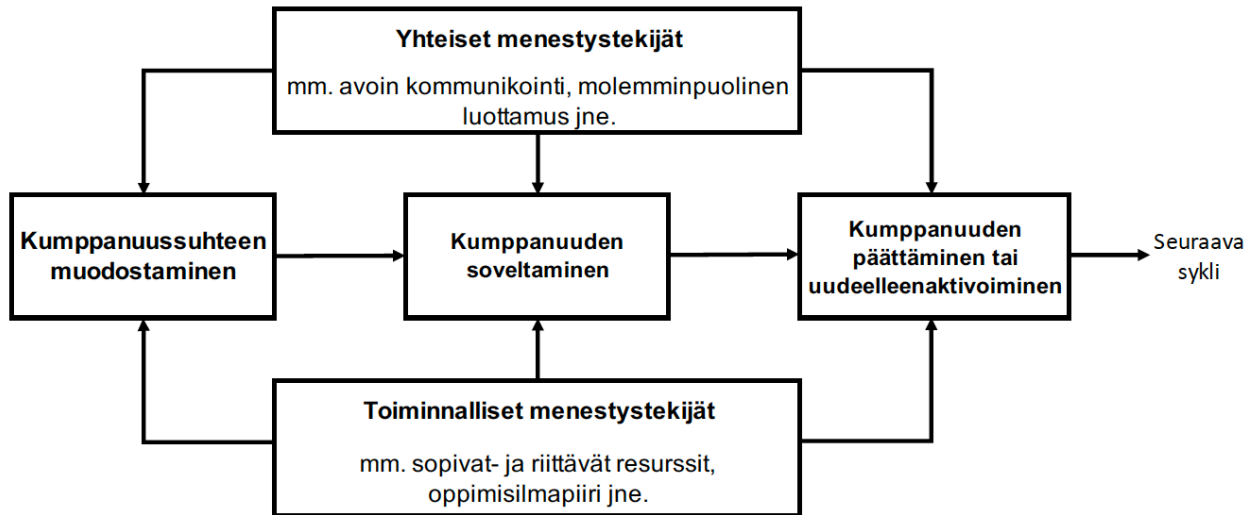 Yhteiset menestystekijät
mm. avoin kommunikointi, molemminpuolinen
luottamus jne.
Kumppanuussuhteen
muodostaminen
Kumppanuuden
soveltaminen
Kumppanuuden
päättäminen tai
uudeelleenaktivoiminen
Seuraava
sykli
Toiminnalliset menestystekijät
mm. sopivat- ja riittävät resurssit,
oppimisilmapiiri jne.